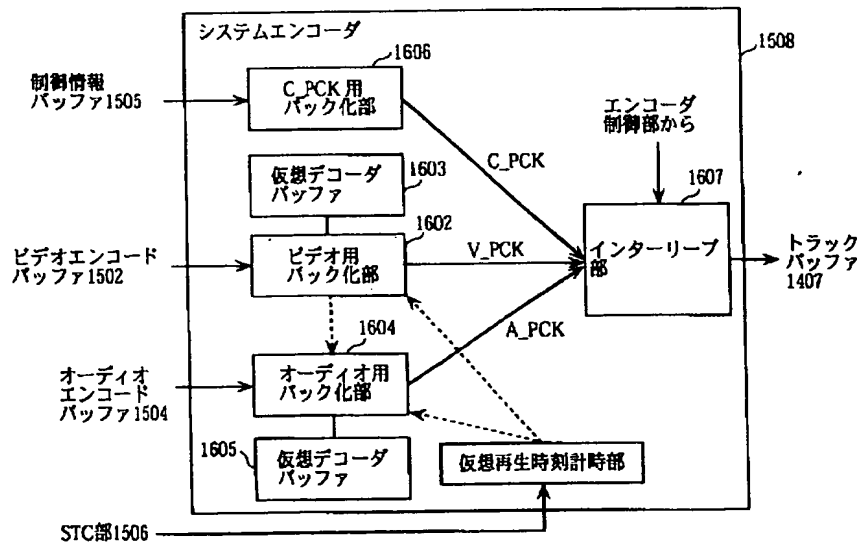 システムエンコーダ
1508
1606
制御情報
バッファ1505
C_PCK 用
パック化部
エンコーダ
制御部から
C_PCK
仮想デコーダ
バッファ
1603
1602
1607
ビデオエンコード
バッファ1502
ビデオ用
パック化部
V_PCK
インターリーブ
部
トラック
バッファ
1407
A_PCK
1604
オーディオ
エンコード
バッファ1504
オーディオ用
パック化部
1605
仮想デコーダ
バッファ
仮想再生時刻計時部
STC部1506